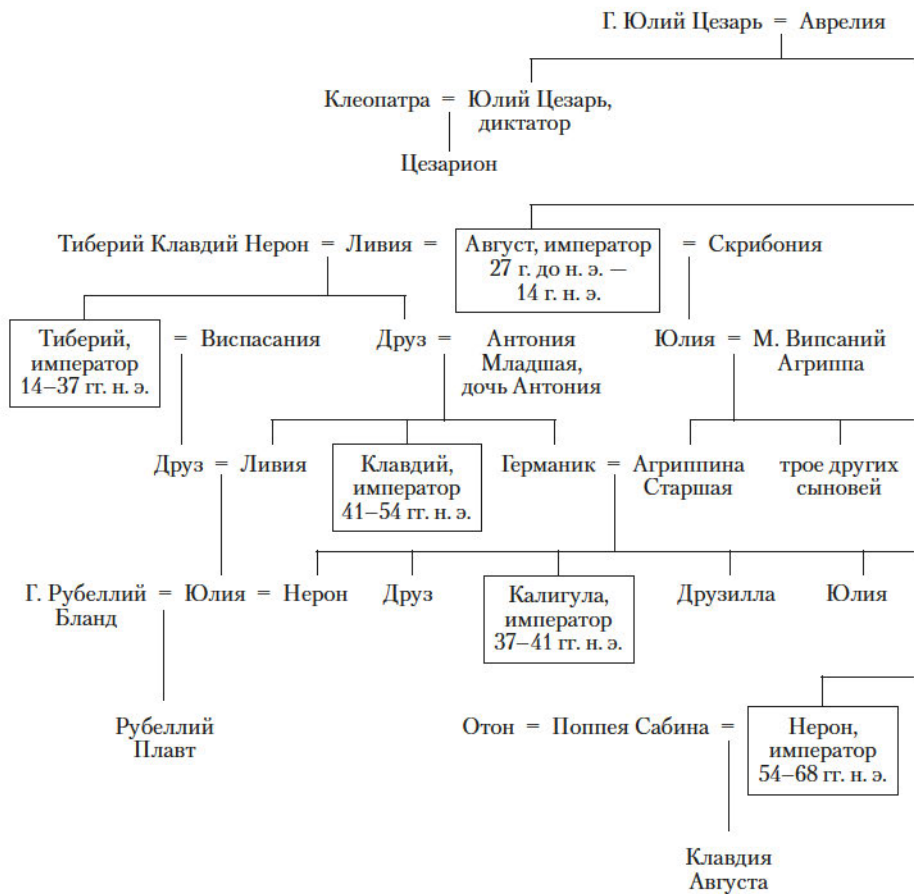 Г. Юлий Цезарь = Аврелия
Клеопатра = Юлий Цезарь,
диктатор
Цезарион
Тиберий Клавдий Нерон = Ливия = Август, император = Скрибония
27 г. до н. э. —
14 г. н. э.
Тиберий, = Виспасания Друз = Антония Юлия = М. Випсаний
император Младшая, Агриппа
14–37 гг. н. э. дочь Антония
Друз = Ливия Клавдий, Германик = Агриппина трое других
император Старшая сыновей
41–54 гг. н. э.
Г. Рубеллий = Юлия = Нерон Друз Калигула, Друзилла Юлия
Бланд император
37–41 гг. н. э.
Рубеллий Отон = Поппея Сабина = Нерон,
Плавт император
54–68 гг. н. э.
Клавдия
Августа